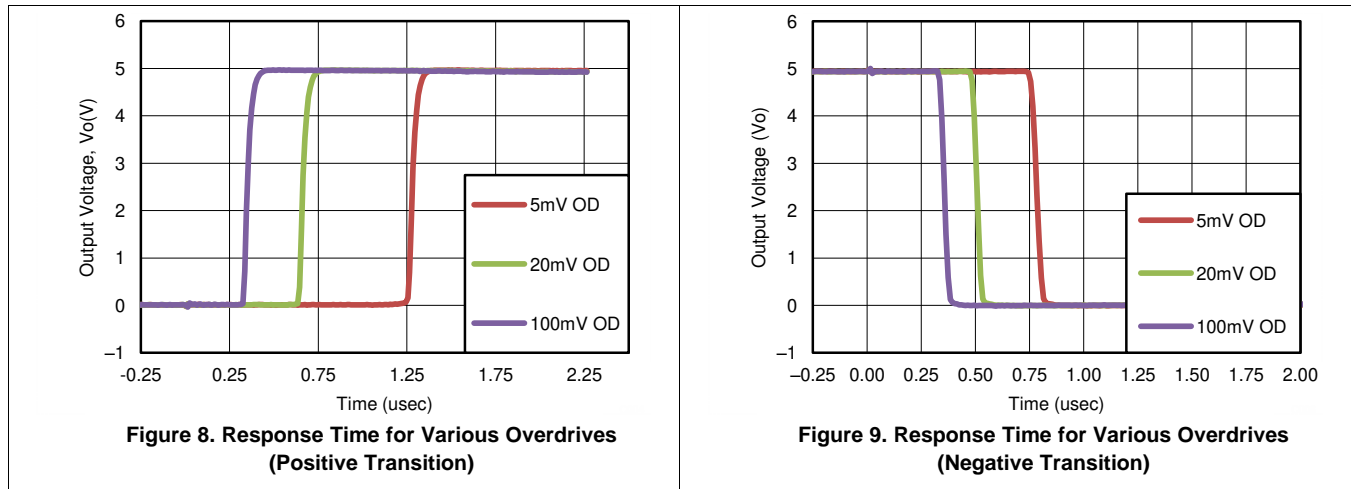 6
5
4
3
2
1
0
–1
Output Voltage, Vo(V)
5mV OD
20mV OD
100mV OD
-0.25 0.25 0.75 1.25 1.75 2.25
Time (usec)
Figure 8. Response Time for Various Overdrives
(Positive Transition)
6
5
4
3
2
1
0
–1
Output Voltage (Vo)
5mV OD
20mV OD
100mV OD
–0.25 0.00 0.25 0.50 0.75 1.00 1.25 1.50 1.75 2.00
Time (usec)
Figure 9. Response Time for Various Overdrives
(Negative Transition)